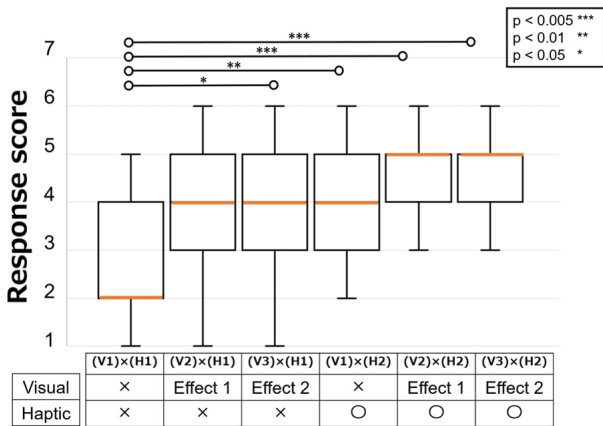 p < 0.005 ***
p < 0.01 **
p < 0.05 *
***
***
**
*
Response score
7
6
5
4
3
2
1
(V1)×(H1) (V2)×(H1) (V3)×(H1) (V1)×(H2) (V2)×(H2) (V3)×(H2)
Visual × Effect 1 Effect 2 × Effect 1 Effect 2
Haptic × × × ○ ○ ○